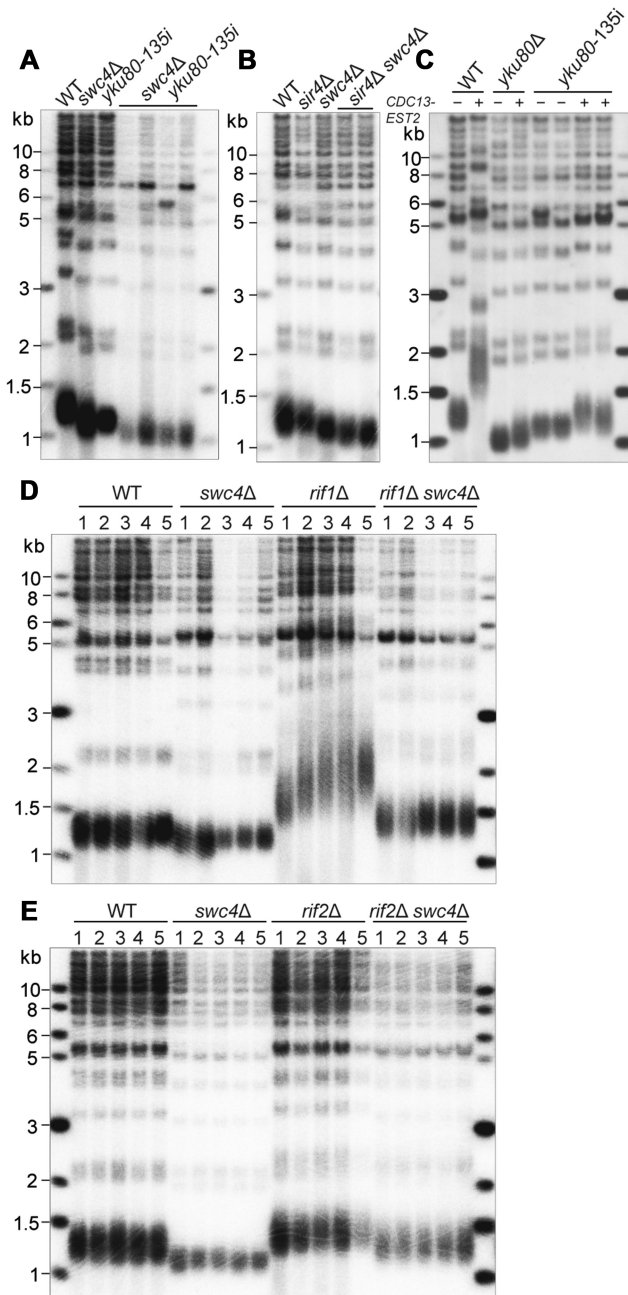 A
WT
swc4Δ
yku80-135i
swc4Δ
yku80-135i
kb
10
8
6
5
3
2
1.5
1
B
WT
sir4Δ
swc4Δ
sir4Δ swc4Δ
kb
10
8
6
5
3
2
1.5
1
C
WT
yku80Δ
yku80-135i
CDC13-
EST2
− + − + − − + +
kb
10
8
6
5
3
2
1.5
1
D
WT swc4Δ rif1Δ rif1Δ swc4Δ
1 2 3 4 5 1 2 3 4 5 1 2 3 4 5 1 2 3 4 5
kb
10
8
6
5
3
2
1.5
1
E
WT swc4Δ rif2Δ rif2Δ swc4Δ
1 2 3 4 5 1 2 3 4 5 1 2 3 4 5 1 2 3 4 5
kb
10
8
6
5
3
2
1.5
1